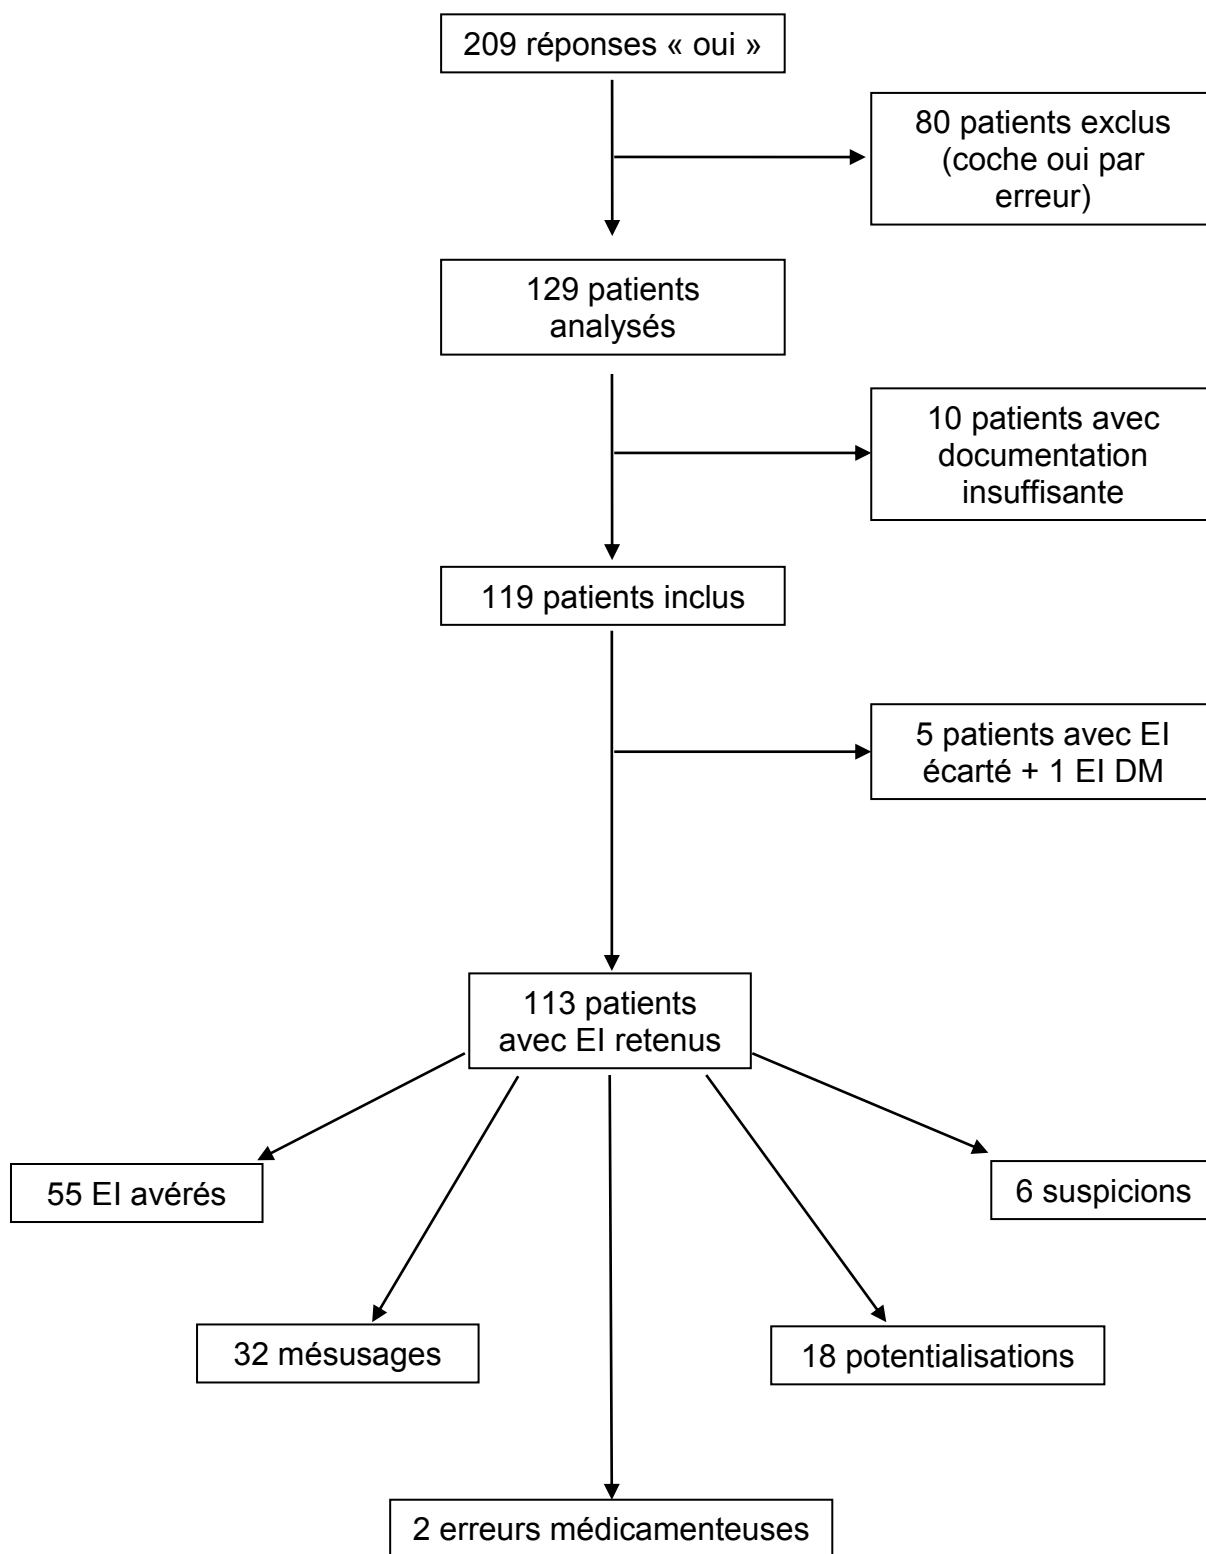 209 réponses « oui »
80 patients exclus
(coche oui par
erreur)
129 patients
analysés
10 patients avec
documentation
insuffisante
119 patients inclus
5 patients avec EI
écarté + 1 EI DM
113 patients
avec EI retenus
55 EI avérés
6 suspicions
32 mésusages
18 potentialisations
2 erreurs médicamenteuses